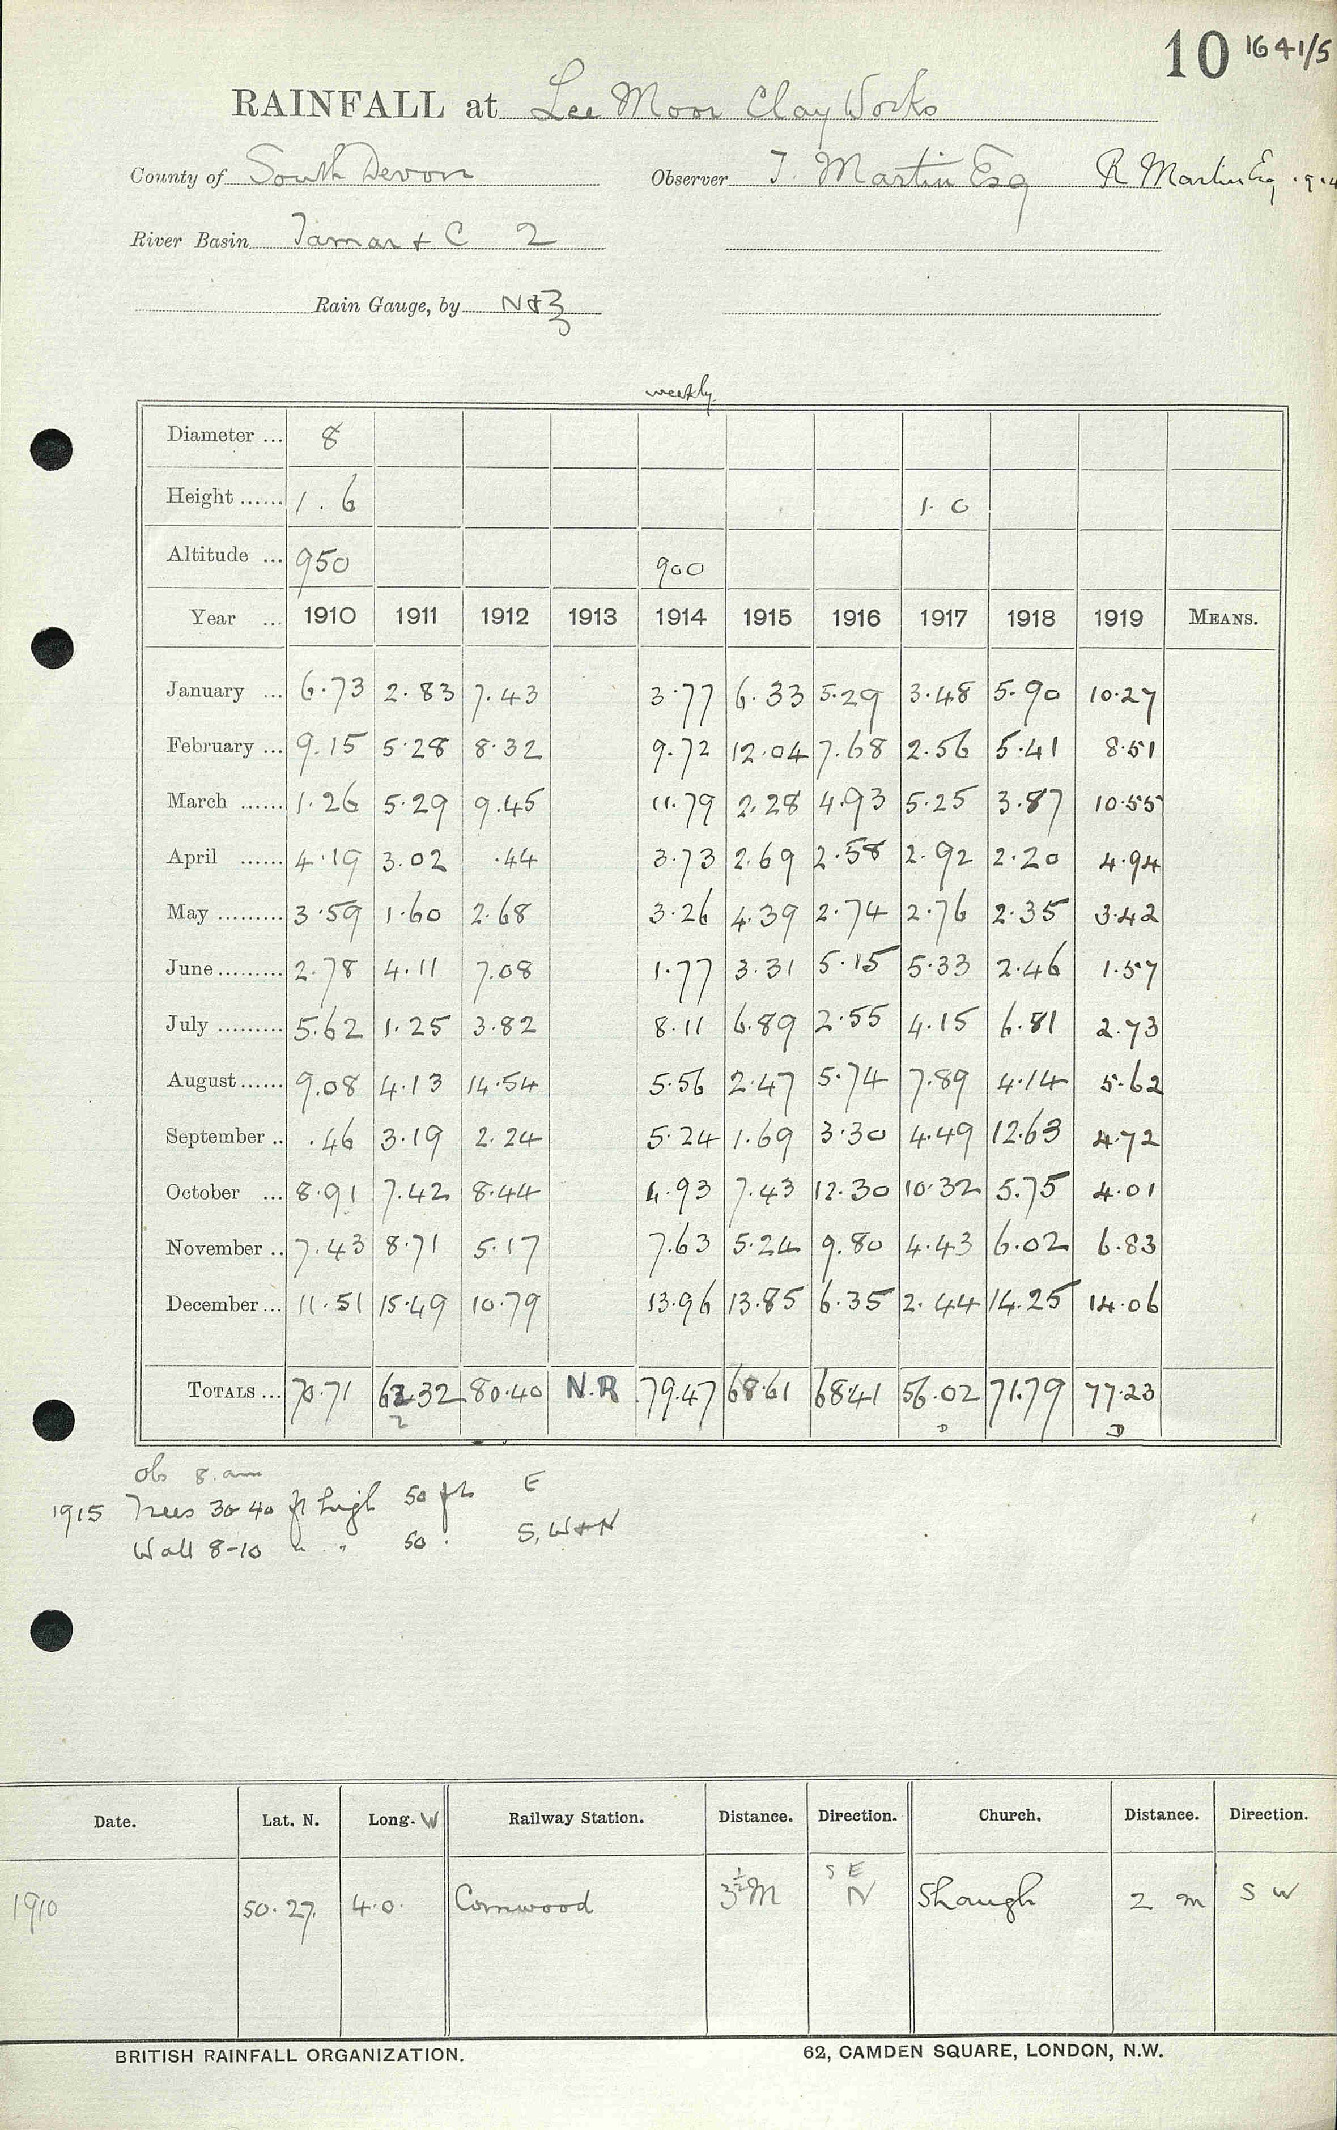 10 1641/5
RAINFALL at Lee Moor Clay Works
County of South Devon Observer J. Martin Esq R Martin Esq 1914
River Basin Tamar + C 2
Rain Gauge, by N+Z
weekly
Diameter ... 8
Height ...... 1.6 1.0
Altitude ... 950 900
Year ... 1910 1911 1912 1913 1914 1915 1916 1917 1918 1919 MEANS.
January ... 6.73 2.83 7.43 3.77 6.33 5.29 3.48 5.90 10.27
February ... 9.15 5.28 8.32 9.72 12.04 7.68 2.56 5.41 8.51
March ...... 1.26 5.29 9.45 11.79 2.28 4.93 5.25 3.87 10.55
April ...... 4.19 3.02 .44 3.73 2.69 2.58 2.92 2.20 4.94
May ......... 3.59 1.60 2.68 3.26 4.39 2.74 2.76 2.35 3.42
June ......... 2.78 4.11 7.08 1.77 3.31 5.15 5.33 2.46 1.57
July ......... 5.62 1.25 3.82 8.11 6.89 2.55 4.15 6.81 2.73
August ...... 9.08 4.13 14.54 5.56 2.47 5.74 7.89 4.14 5.62
September .. .46 3.19 2.24 5.24 1.69 3.30 4.49 12.63 4.72
October ... 8.91 7.42 8.44 4.93 7.43 12.30 10.32 5.75 4.01
November .. 7.43 8.71 5.17 7.63 5.24 9.80 4.43 6.02 6.83
December ... 11.51 15.49 10.79 13.96 13.85 6.35 2.44 14.25 14.06
TOTALS ... 70.71 62.32 80.40 N.R 79.47 68.61 68.41 56.02 71.79 77.23
2 D D
Obs 8. am
1915 Trees 30-40 ft high 50 ft E
Wall 8-10 " " 50 . S, W+N
Date. Lat. N. Long. W Railway Station. Distance. Direction. Church. Distance. Direction.
1910 50.27. 4.0. Cornwood 3½ M S E N Shaugh 2 m S W
BRITISH RAINFALL ORGANIZATION. 62, CAMDEN SQUARE, LONDON, N.W.